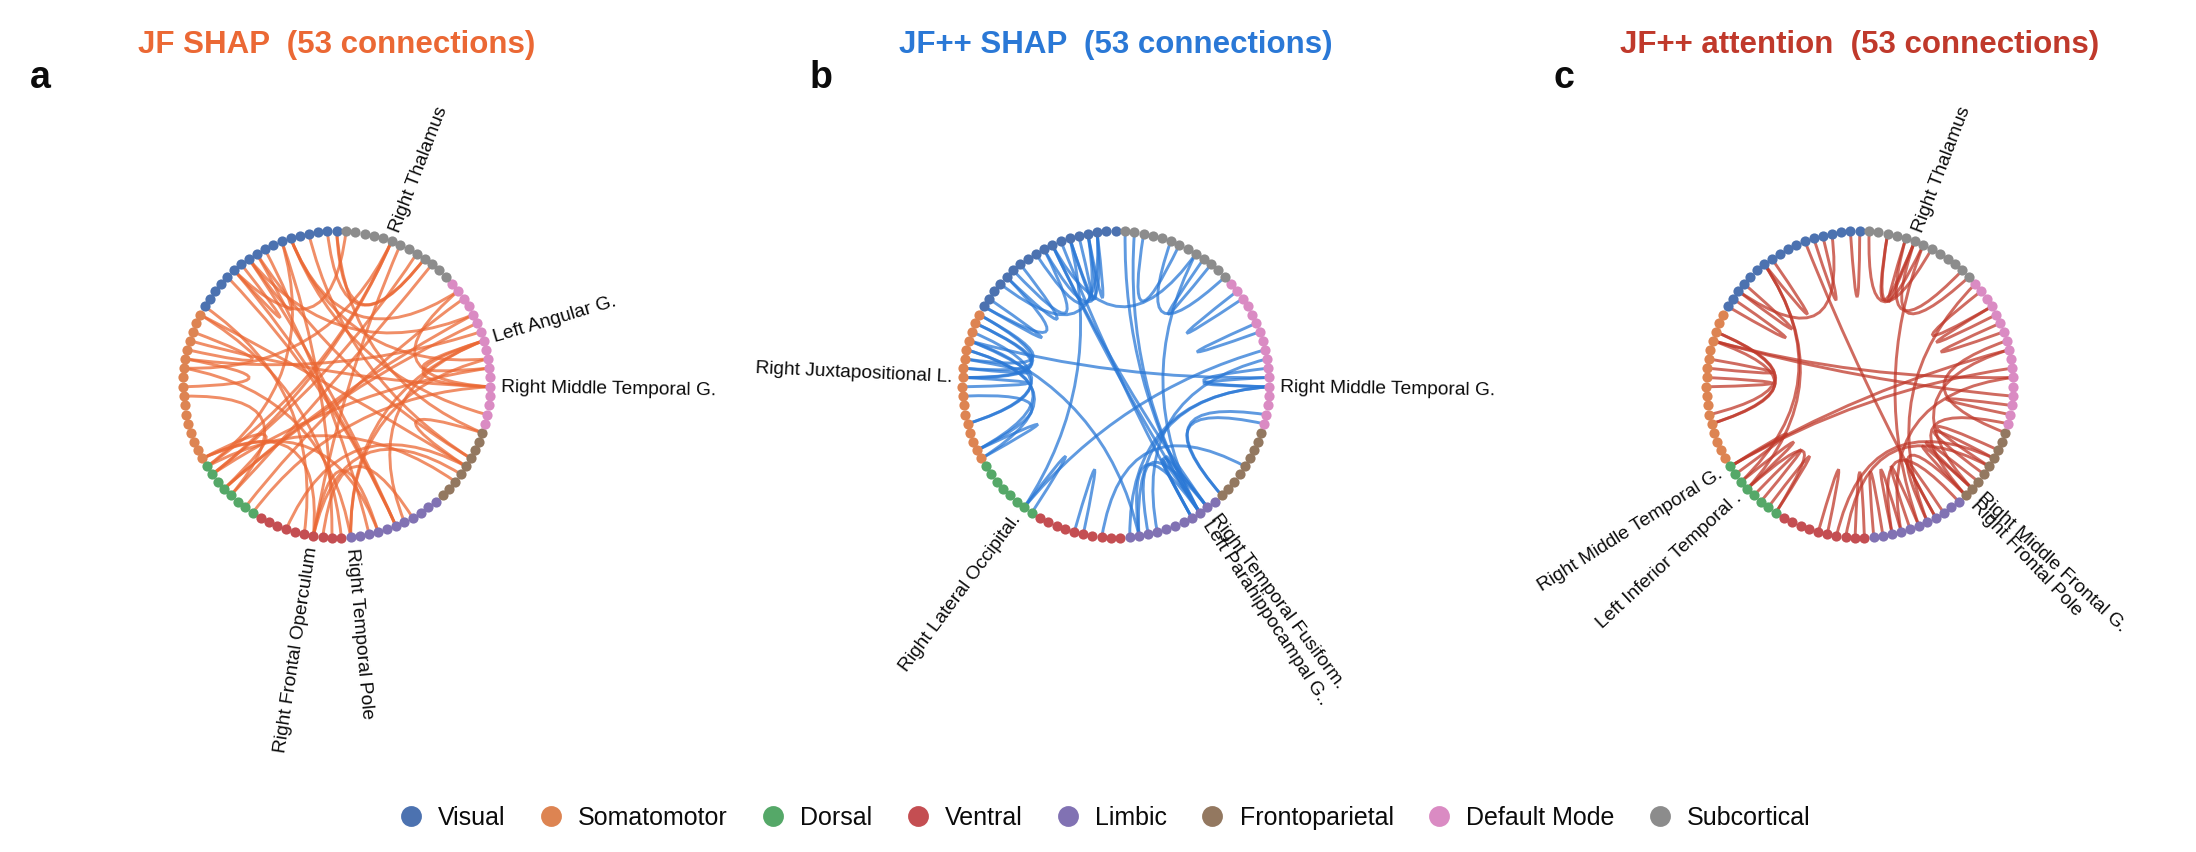 JF SHAP (53 connections)
JF++ SHAP (53 connections)
JF++ attention (53 connections)
a
b
c
Right Thalamus
Left Angular G.
Right Middle Temporal G.
Right Frontal Operculum
Right Temporal Pole
Right Juxtapositional L.
Right Middle Temporal G.
Right Lateral Occipital.
Right Temporal Fusiform.
Left Parahippocampal G..
Right Thalamus
Right Middle Temporal G.
Left Inferior Temporal .
Right Middle Frontal G.
Right Frontal Pole
Visual
Somatomotor
Dorsal
Ventral
Limbic
Frontoparietal
Default Mode
Subcortical